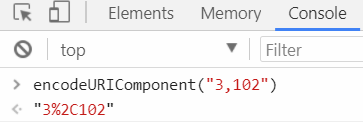 Elements Memory Console
top Filter
> encodeURIComponent("3,102")
< "3%2C102"